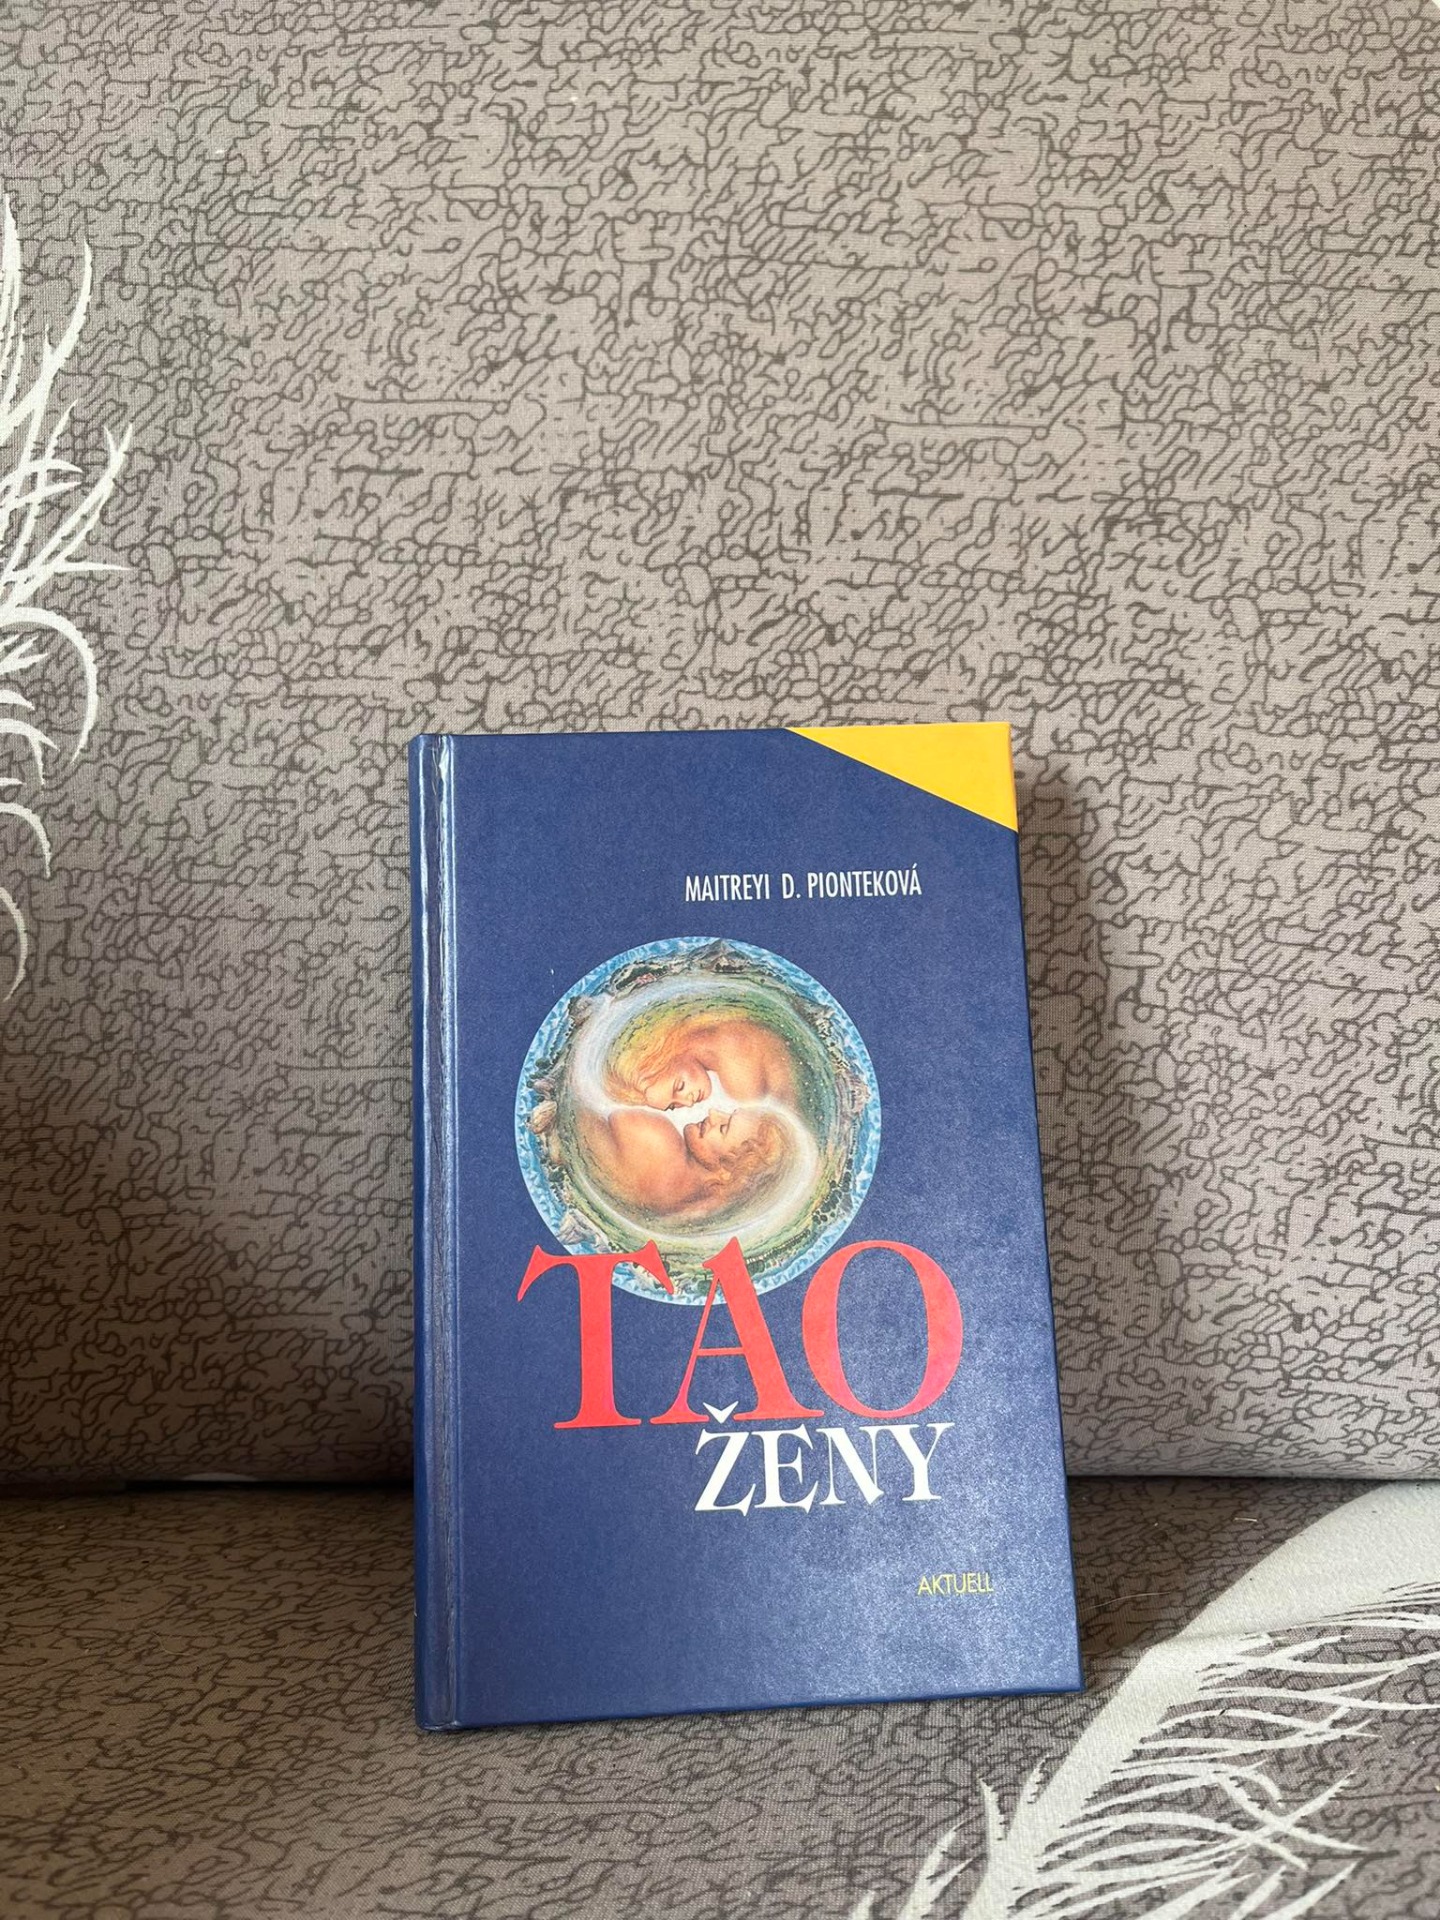 MAITREYI D. PIONTEKOVÁ
TAO
ŽENY
AKTUELL